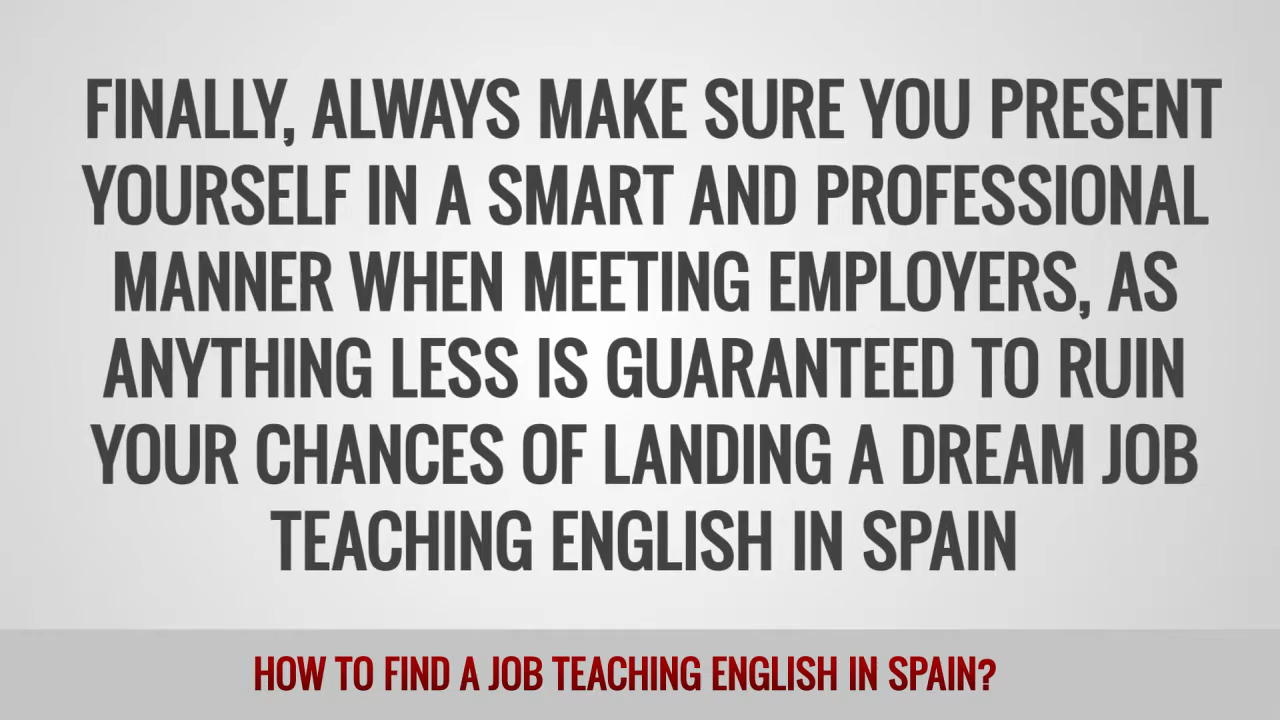 FINALLY, ALWAYS MAKE SURE YOU PRESENT
YOURSELF IN A SMART AND PROFESSIONAL
MANNER WHEN MEETING EMPLOYERS, AS
ANYTHING LESS IS GUARANTEED TO RUIN
YOUR CHANCES OF LANDING A DREAM JOB
TEACHING ENGLISH IN SPAIN
HOW TO FIND A JOB TEACHING ENGLISH IN SPAIN?